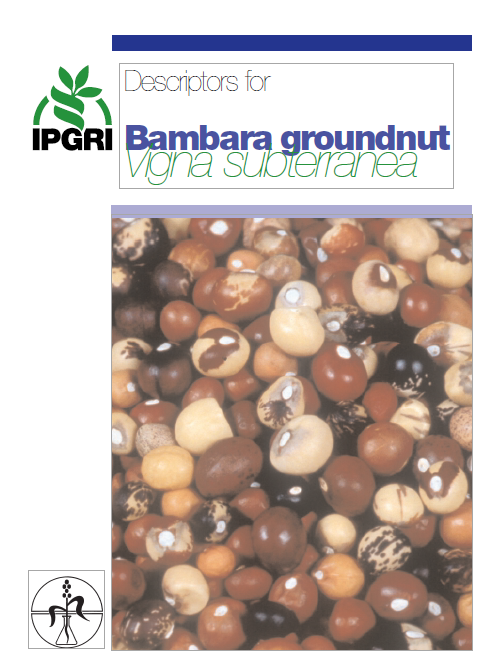 Descriptors for
IPGRI
Bambara groundnut
Vigna subterranea